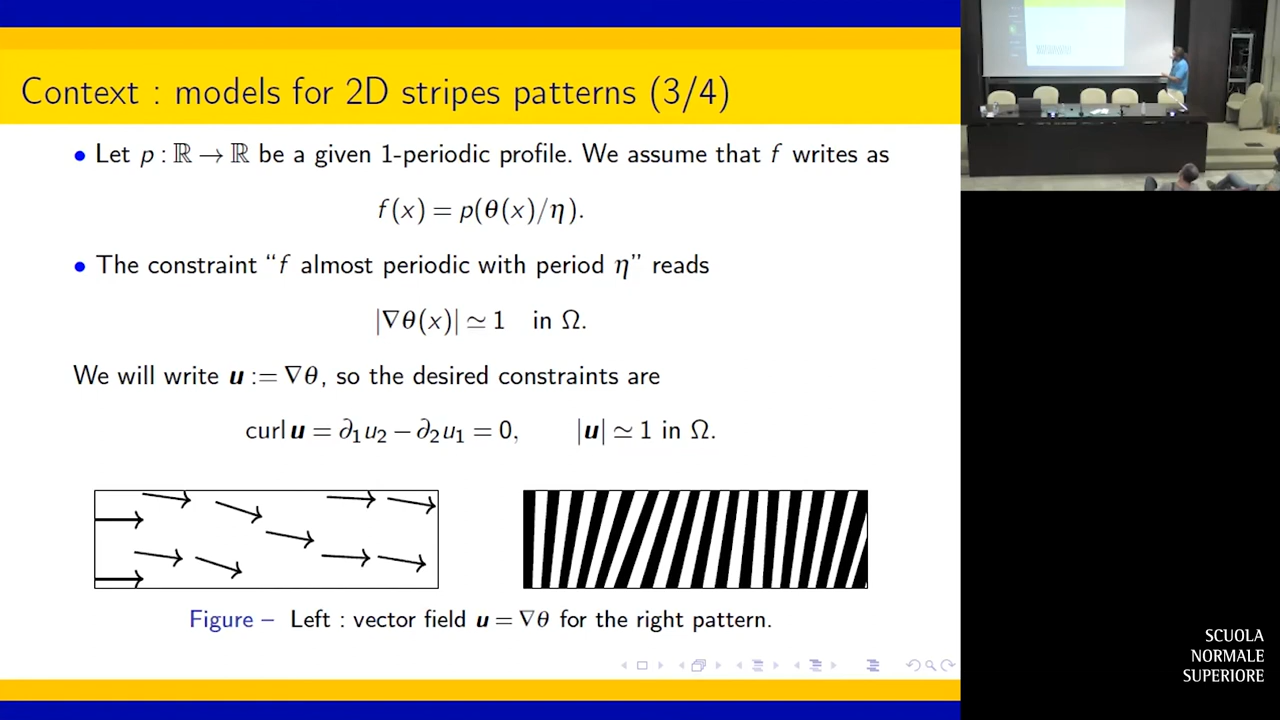 Context : models for 2D stripes patterns (3/4)
• Let p : ℝ → ℝ be a given 1-periodic profile. We assume that f writes as
f(x) = p(θ(x)/η).
• The constraint “f almost periodic with period η” reads
|∇θ(x)| ≃ 1 in Ω.
We will write u := ∇θ, so the desired constraints are
curl u = ∂₁u₂ − ∂₂u₁ = 0, |u| ≃ 1 in Ω.
Figure – Left : vector field u = ∇θ for the right pattern.
SCUOLA
NORMALE
SUPERIORE